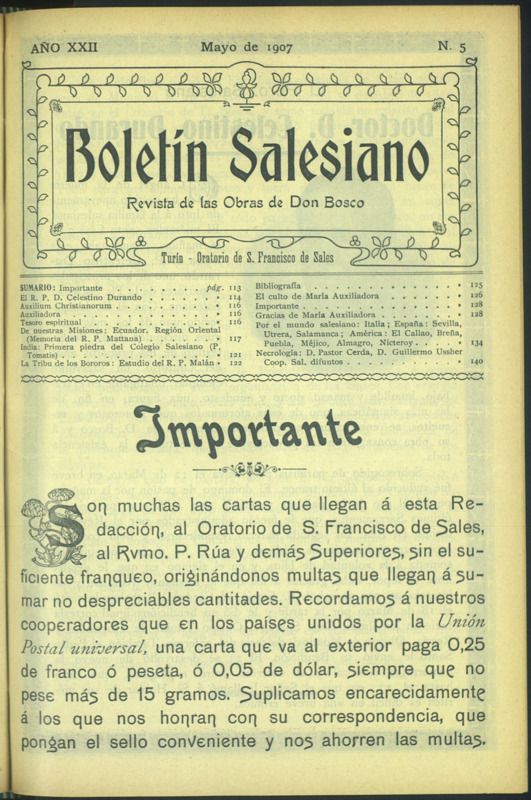 AÑO XXII Mayo de 1907 N. 5
Boletín Salesiano
Revista de las Obras de Don Bosco
Turín - Oratorio de S. Francisco de Sales
SUMARIO: Importante . . . . . . . . pág. 113
El R. P. D. Celestino Durando . . . . . . » 114
Auxilium Christianorum . . . . . . . . » 116
Auxiliadora . . . . . . . . . . . » 116
Tesoro espiritual . . . . . . . . . . » 116
De nuestras Misiones: Ecuador. Región Oriental
(Memoria del R. P. Mattana) . . . . . . » 117
India: Primera piedra del Colegio Salesiano (P,
Tomatis) . . . . . . . . . . . . » 121
La Tribu de los Bororos: Estudio del R. P. Malán » 122
Bibliografía . . . . . . . . . . . » 125
El culto de María Auxiliadora . . . . . . » 126
Importante . . . . . . . . . . . . » 128
Gracias de María Auxiliadora . . . . . . » 128
Por el mundo salesiano: Italia; España: Sevilla,
Utrera, Salamanca; América: El Callao, Breña,
Puebla, Méjico, Almagro, Nicteroy . . . . » 134
Necrología: D. Pastor Cerda, D. Guillermo Ussher
Coop. Sal. difuntos . . . . . . . . . » 140
Importante
Son muchas las cartas que llegan á esta Re-
dacción, al Oratorio de S. Francisco de Sales,
al Rvmo. P. Rúa y demás Superiores, sin el su-
ficiente franqueo, originándonos multas que llegan á su-
mar no despreciables cantitades. Recordamos á nuestros
cooperadores que en los países unidos por la Unión
Postal universal, una carta que va al exterior paga 0,25
de franco ó peseta, ó 0,05 de dólar, siempre que no
pese más de 15 gramos. Suplicamos encarecidamente
á los que nos honran con su correspondencia, que
pongan el sello conveniente y nos ahorren las multas.